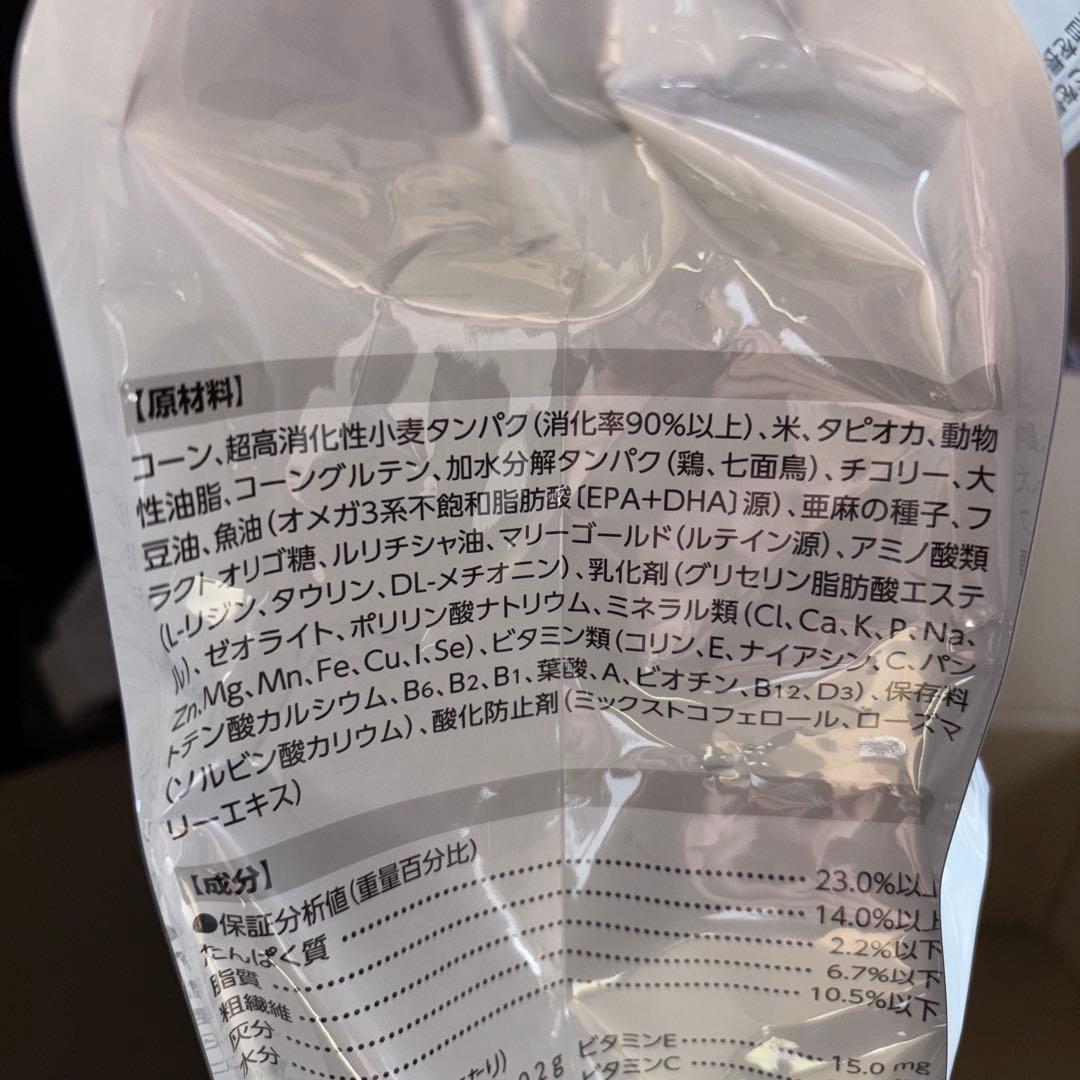 【原材料】
コーン、超高消化性小麦タンパク(消化率90%以上)、米、タピオカ、動物
性油脂、コーングルテン、加水分解タンパク(鶏、七面鳥)、チコリー、大
豆油、魚油(オメガ3系不飽和脂肪酸〔EPA+DHA〕源)、亜麻の種子、フ
ラクトオリゴ糖、ルリチシャ油、マリーゴールド(ルテイン源)、アミノ酸類
(L-リジン、タウリン、DL-メチオニン)、乳化剤(グリセリン脂肪酸エステ
ル)、ゼオライト、ポリリン酸ナトリウム、ミネラル類(Cl、Ca、K、P、Na、
Zn、Mg、Mn、Fe、Cu、I、Se)、ビタミン類(コリン、E、ナイアシン、C、パン
トテン酸カルシウム、B6、B2、B1、葉酸、A、ビオチン、B12、D3)、保存料
(ソルビン酸カリウム)、酸化防止剤(ミックストコフェロール、ローズマ
リーエキス)
【成分】
●保証分析値(重量百分比)
たんぱく質 23.0%以上
脂質 14.0%以上
粗繊維 2.2%以下
灰分 6.7%以下
水分 10.5%以下
たり)
0.2g
ビタミンE 15.0 mg
ビタミンC